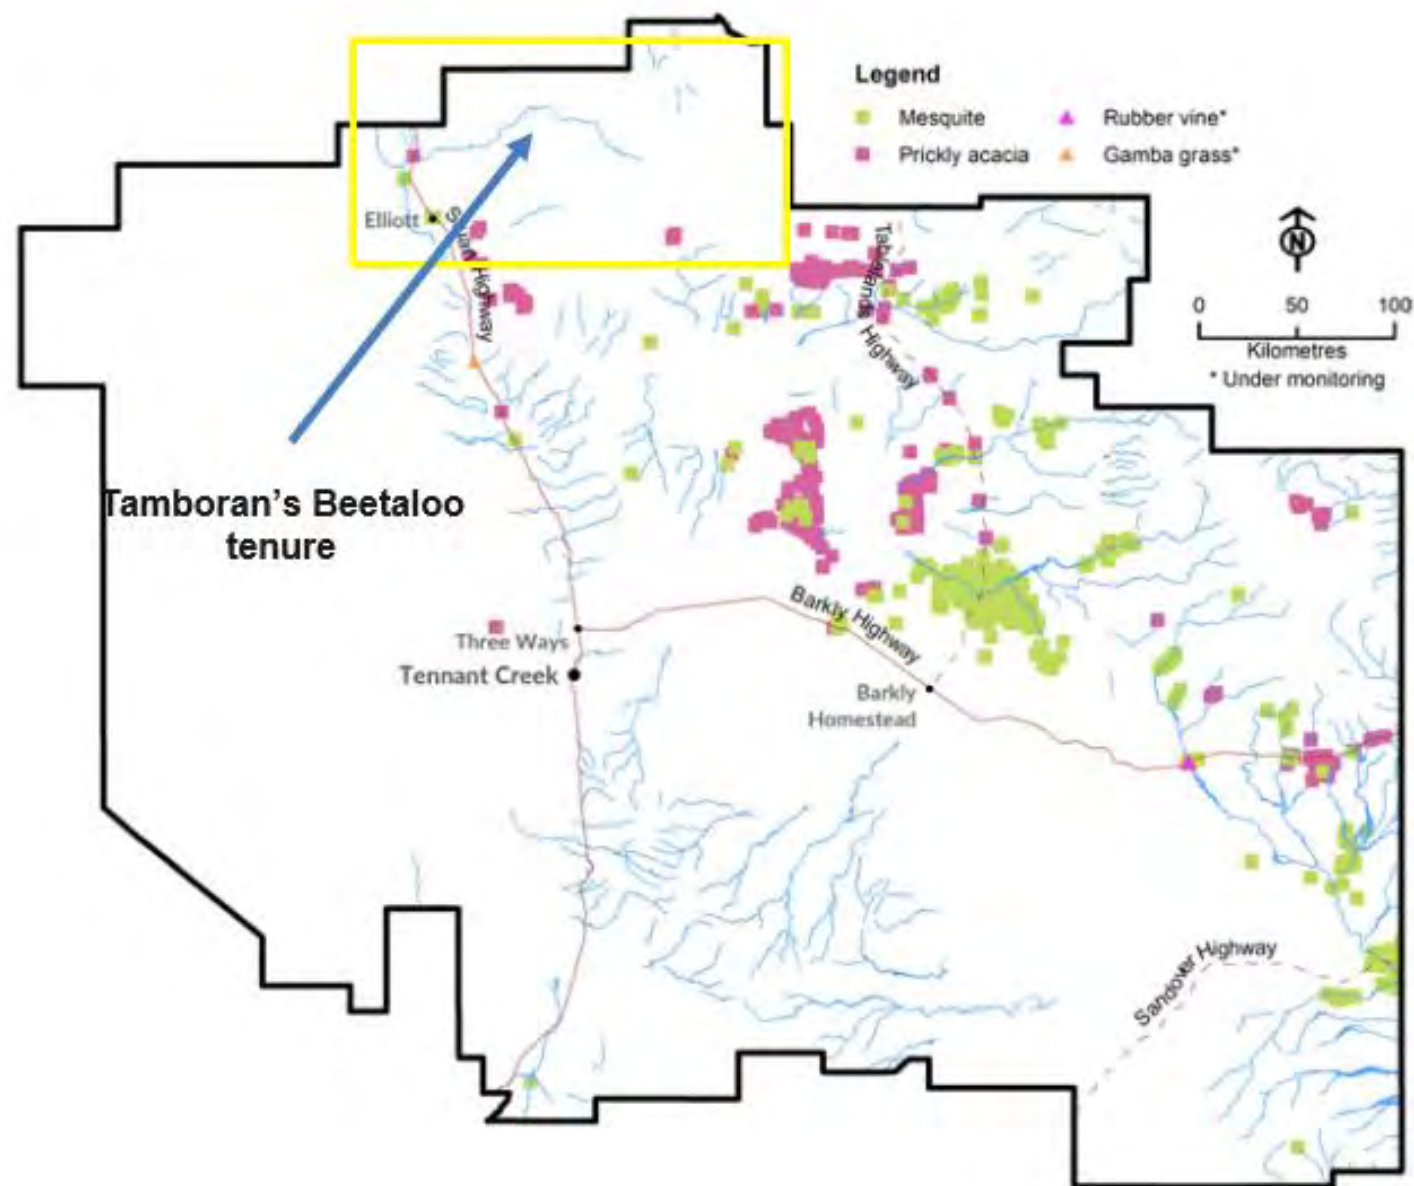 Legend
Mesquite
Rubber vine*
Prickly acacia
Gamba grass*
Elliott
Stuart Highway
Tablelands Highway
N
0 50 100
Kilometres
* Under monitoring
Tamboran's Beetaloo
tenure
Barkly Highway
Three Ways
Tennant Creek
Barkly
Homestead
Sandover Highway